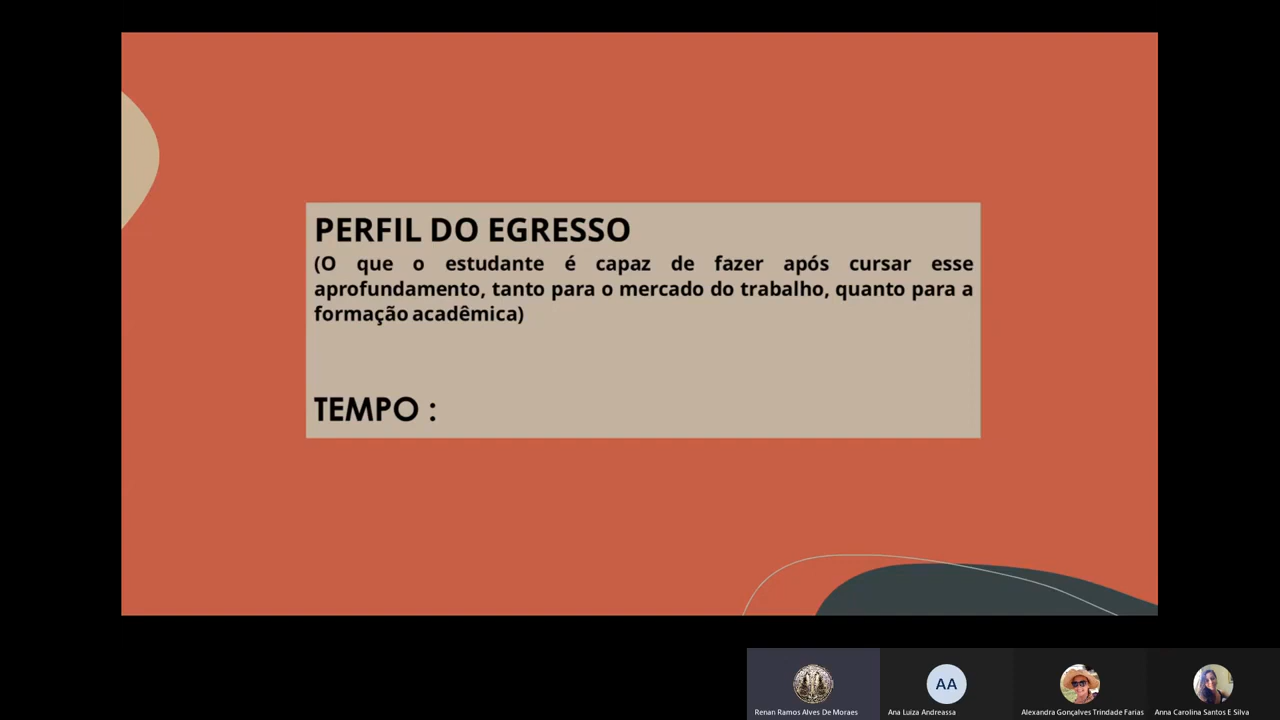 PERFIL DO EGRESSO
(O que o estudante é capaz de fazer após cursar esse
aprofundamento, tanto para o mercado do trabalho, quanto para a
formação acadêmica)
TEMPO :
AA
Renan Ramos Alves De Moraes
Ana Luiza Andreassa
Alexandra Gonçalves Trindade Farias
Anna Carolina Santos E Silva